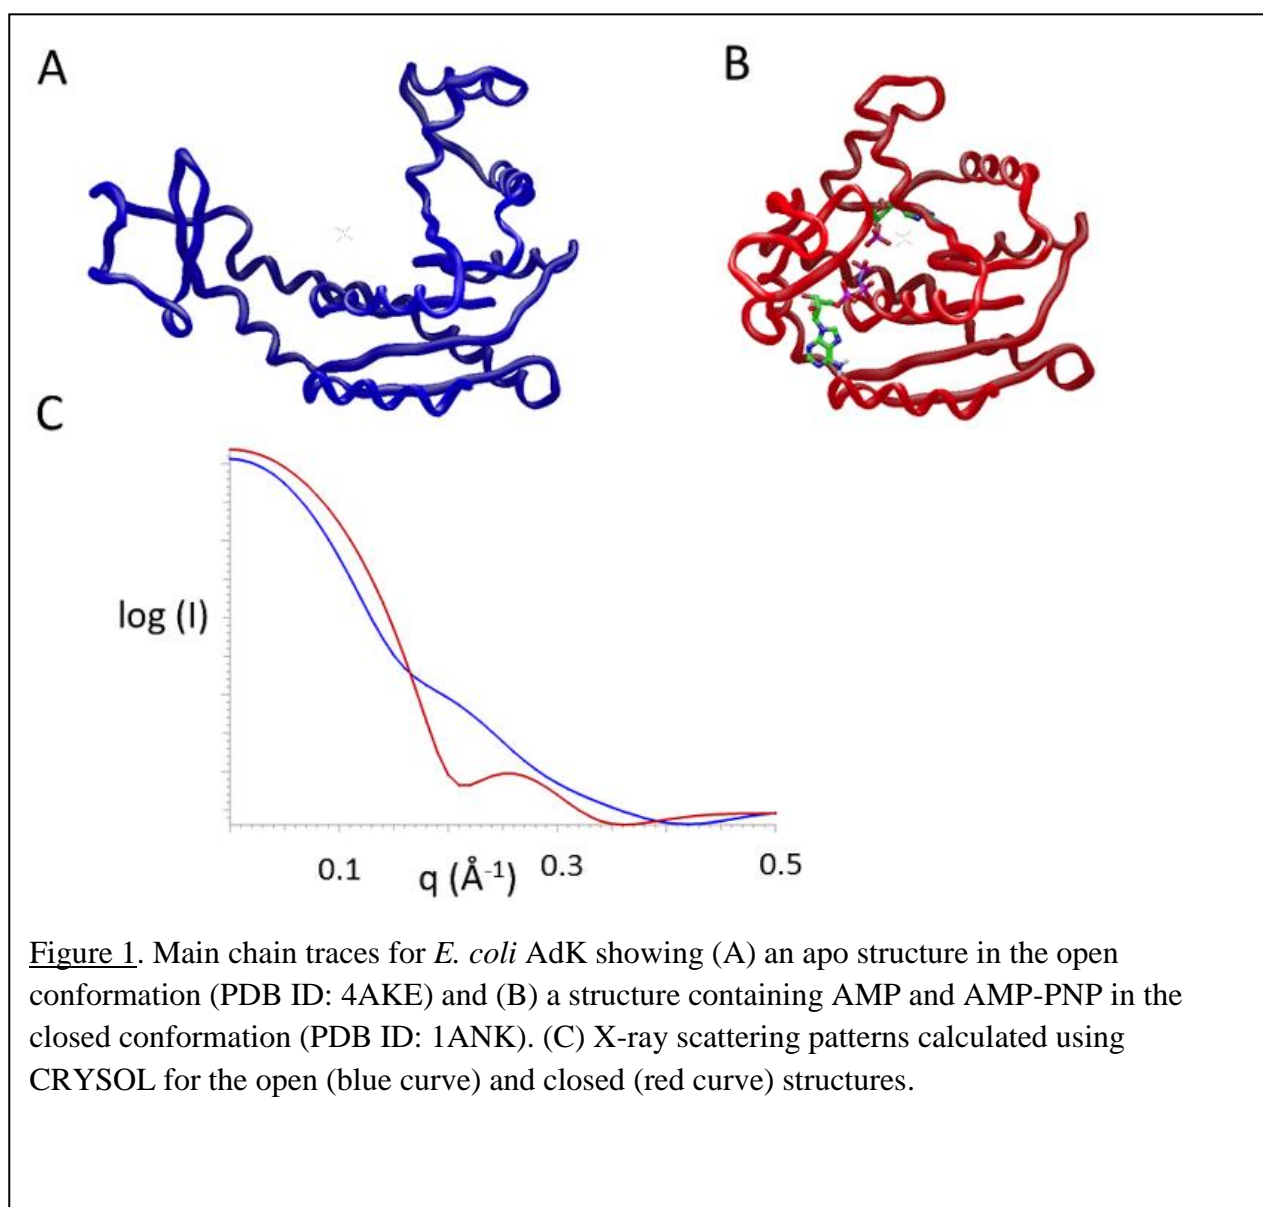 A
B
C
log (I)
0.1
q (Å⁻¹)
0.3
0.5
Figure 1. Main chain traces for E. coli AdK showing (A) an apo structure in the open
conformation (PDB ID: 4AKE) and (B) a structure containing AMP and AMP-PNP in the
closed conformation (PDB ID: 1ANK). (C) X-ray scattering patterns calculated using
CRYSOL for the open (blue curve) and closed (red curve) structures.